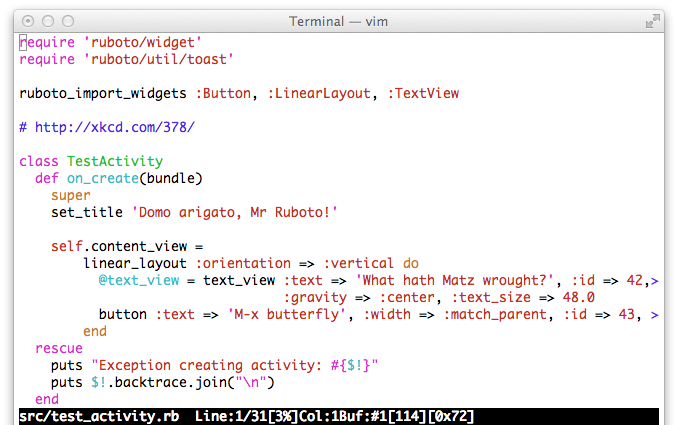 Terminal — vim
require 'ruboto/widget'
require 'ruboto/util/toast'

ruboto_import_widgets :Button, :LinearLayout, :TextView

# http://xkcd.com/378/

class TestActivity
  def on_create(bundle)
    super
    set_title 'Domo arigato, Mr Ruboto!'

    self.content_view =
        linear_layout :orientation => :vertical do
          @text_view = text_view :text => 'What hath Matz wrought?', :id => 42,>
                                 :gravity => :center, :text_size => 48.0
          button :text => 'M-x butterfly', :width => :match_parent, :id => 43, >
        end
  rescue
    puts "Exception creating activity: #{$!}"
    puts $!.backtrace.join("\n")
  end
src/test_activity.rb  Line:1/31[3%]Col:1Buf:#1[114][0x72]